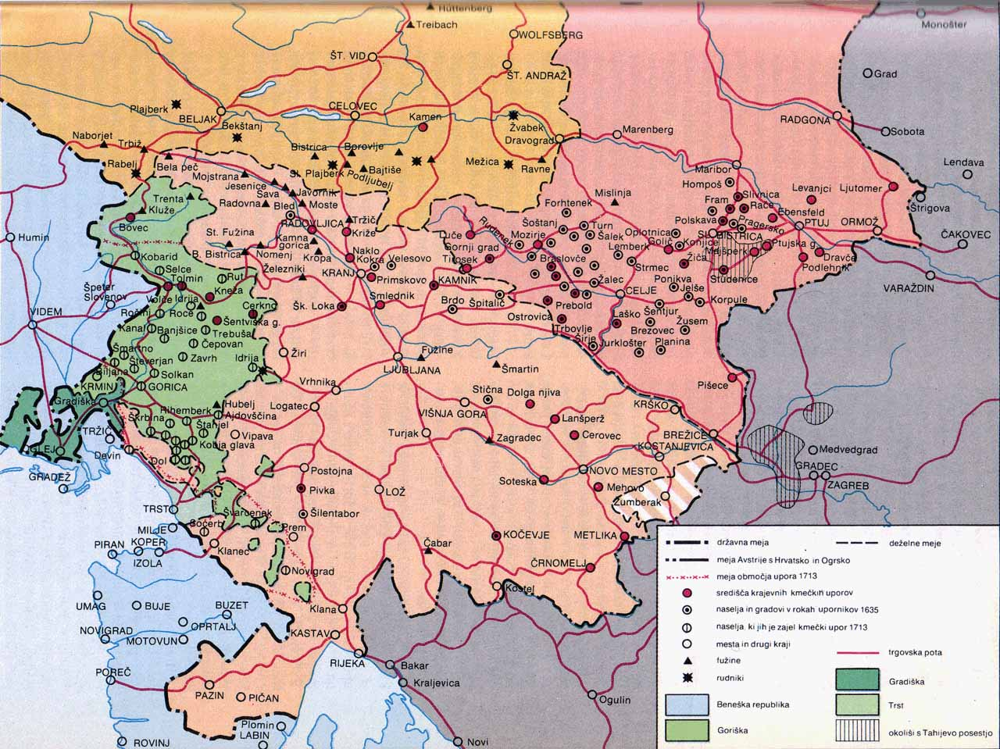 Hüttenberg
Treibach
WOLFSBERG
Monošter
ŠT. VID
ŠT. ANDRAŽ
Grad
Plajberk
BELJAK
CELOVEC
Kamen
Bekštanj
Žvabek
Dravograd
Marenberg
RADGONA
Sobota
Naborjet
Trbiž
Rabelj
Bela peč
Bistrica
Borovlje
Sl. Plajberk
Podljubelj
Bajtiše
Mežica
Ravne
Maribor
Lendava
Mojstrana
Jesenice
Sava
Javornik
Radovna
Bled
Moste
Trenta
Kluže
Bovec
Hompoš
Slivnica
Fram
Rače
Levanjci
Ljutomer
Štrigova
Mislinja
Forhtenek
Humin
RADOVLJICA
Tržič
Križe
Šoštanj
Turn
Polskava
Ebensfeld
Pragersko
PTUJ
ORMOŽ
ČAKOVEC
St. Fužina
Kamna
gorica
Luče
Rudenek
Mozirje
Šalek
Oplotnica
SL. BISTRICA
Golič
Konjice
Majšperk
Ptujska g.
Kobarid
B. Bistrica
Nomenj
Kropa
Naklo
Kokra
Velesovo
Gornji grad
Tirosek
Braslovče
Lemberk
Strmec
Žiče
Studenice
Dravče
Podlehnik
Selce
Tolmin
Rut
Železniki
KRANJ
Primskovo
KAMNIK
Žalec
Ponikva
VARAŽDIN
Špeter
Slovenov
Volče
Idrija
Kneza
Cerkno
Šk. Loka
Smlednik
Brdo
Špitalič
Prebold
CELJE
Jelše
Korpule
VIDEM
Ročinj
Roče
Šentviška g.
Ostrovica
Trbovlje
Laško
Šentjur
Žusem
Kanal
Banjšice
Trebuša
Brezovec
Čepovan
Širje
Jurklošter
Planina
Šmartno
Števerjan
Zavrh
Idrija
Žiri
Fužine
LJUBLJANA
Šmartin
Biljana
Solkan
KRMIN
GORICA
Vrhnika
Stična
Dolga njiva
Pišece
Gradiška
Rihemberk
Hubelj
Ajdovščina
Logatec
VIŠNJA GORA
KRŠKO
TRŽIČ
Škrbina
Štanjel
Vipava
Lanšperž
Turjak
Zagradec
Cerovec
BREŽICE
KOSTANJEVICA
OGLEJ
Devin
Kobja glava
Dol
Medvedgrad
GRADEŽ
Postojna
NOVO MESTO
GRADEC
ZAGREB
Soteska
Mehovo
Pivka
LOŽ
Žumberak
TRST
Švarcenek
Šilentabor
Socerb
Prem
MILJE
KOPER
PIRAN
IZOLA
Klanec
KOČEVJE
METLIKA
Čabar
ČRNOMELJ
Novigrad
Kostel
UMAG
BUJE
BUZET
Klana
OPRTALJ
NOVIGRAD
MOTOVUN
KASTAV
RIJEKA
Bakar
POREČ
PAZIN
PIČAN
Kraljevica
Ogulin
Plomin
LABIN
ROVINJ
Novi
državna meja
deželne meje
meja Avstrije s Hrvatsko in Ogrsko
meja območja upora 1713
središča krajevnih kmečkih uporov
naselja in gradovi v rokah upornikov 1635
naselja, ki jih je zajel kmečki upor 1713
mesta in drugi kraji
trgovska pota
fužine
rudniki
Gradiška
Beneška republika
Trst
Goriška
okoliši s Tahijevo posestjo